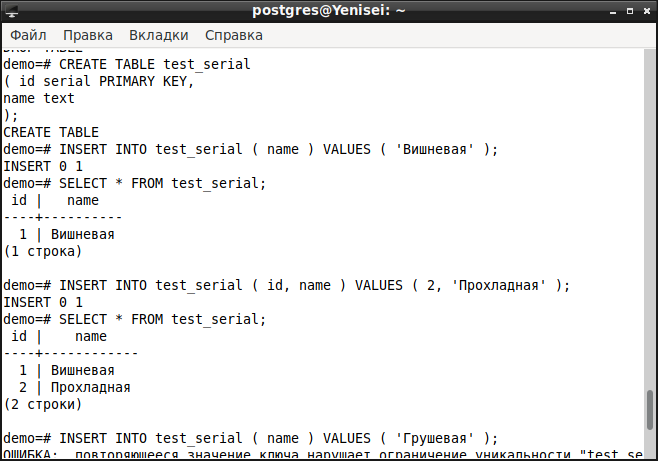 postgres@Yenisei: ~
Файл Правка Вкладки Справка
DROP TABLE
demo=# CREATE TABLE test_serial
( id serial PRIMARY KEY,
name text
);
CREATE TABLE
demo=# INSERT INTO test_serial ( name ) VALUES ( 'Вишневая' );
INSERT 0 1
demo=# SELECT * FROM test_serial;
 id |   name
----+----------
  1 | Вишневая
(1 строка)

demo=# INSERT INTO test_serial ( id, name ) VALUES ( 2, 'Прохладная' );
INSERT 0 1
demo=# SELECT * FROM test_serial;
 id |    name
----+------------
  1 | Вишневая
  2 | Прохладная
(2 строки)

demo=# INSERT INTO test_serial ( name ) VALUES ( 'Грушевая' );
ОШИБКА:  повторяющееся значение ключа нарушает ограничение уникальности "test_se